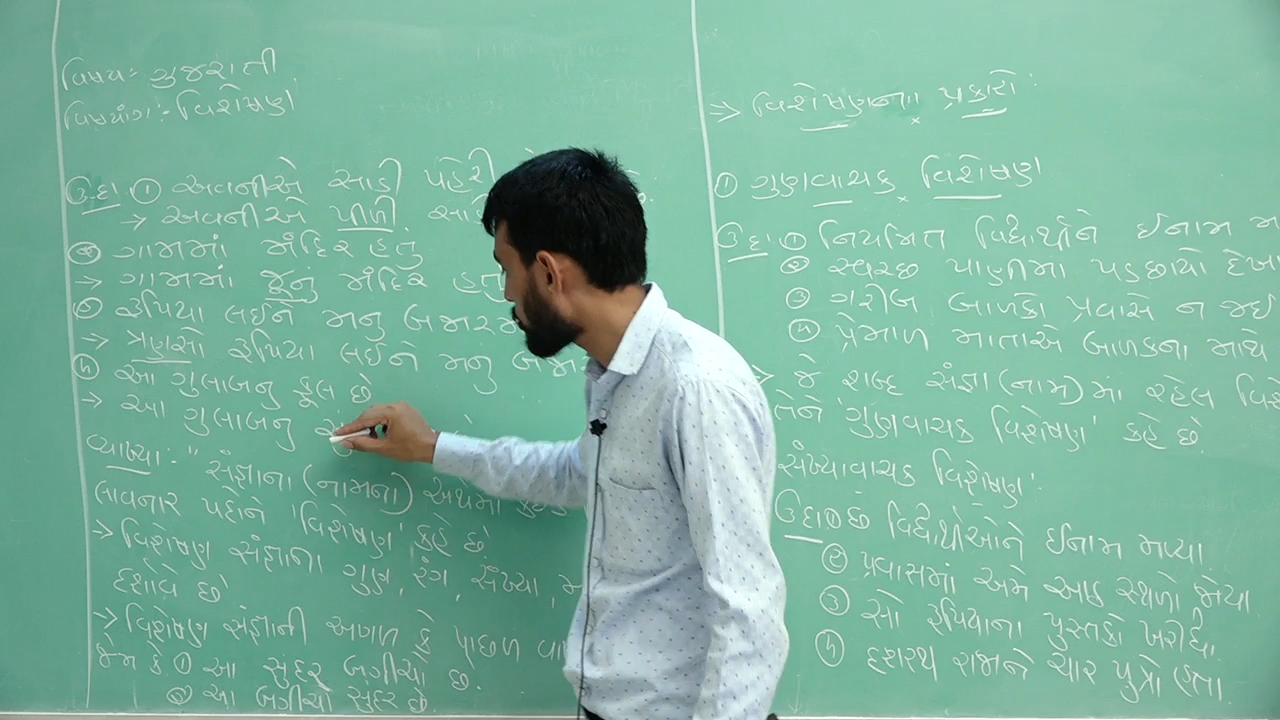 વિષય: ગુજરાતી
વિષયાંગ: વિશેષણ
ઉદા ① અવનીએ સાડી પહેરી
→ અવનીએ પીળી
② ગામમાં મંદિર હતું
→ ગામમાં જૂનું મંદિર હતું
③ રૂપિયા લઈને મનુ બજારમાં
→ ત્રણસો રૂપિયા લઈને મનુ
④ આ ગુલાબનું ફૂલ છે
→ આ ગુલાબનું
વ્યાખ્યા:- "સંજ્ઞાના (નામના) અર્થમાં
લાવનાર પદોને 'વિશેષણ' કહે છે
→ વિશેષણ સંજ્ઞાના ગુણ, રંગ, સંખ્યા,
દર્શાવે છે
→ વિશેષણ સંજ્ઞાની આગળ કે પાછળ
જેમ કે ① આ સુંદર બગીચો છે.
② આ બગીચો સુંદર છે.
⇒ વિશેષણના પ્રકારો
① ગુણવાચક વિશેષણ
ઉદા ① નિયમિત વિદ્યાર્થીને ઈનામ
② સ્વચ્છ પાણીમાં પડછાયો
③ ગરીબ બાળકો પ્રવાસે ન જઈ
④ પ્રેમાળ માતાએ બાળકના માથે
જે શબ્દ સંજ્ઞા(નામ)માં રહેલ
તેને 'ગુણવાચક વિશેષણ' કહે છે
સંખ્યાવાચક વિશેષણ:
ઉદા ① છ વિદ્યાર્થીઓને ઈનામ મળ્યા
② પ્રવાસમાં અમે આઠ સ્થળો જોયા.
③ સો રૂપિયાના પુસ્તકો ખરીદ્યા.
④ દશરથ રાજાને ચાર પુત્રો હતા